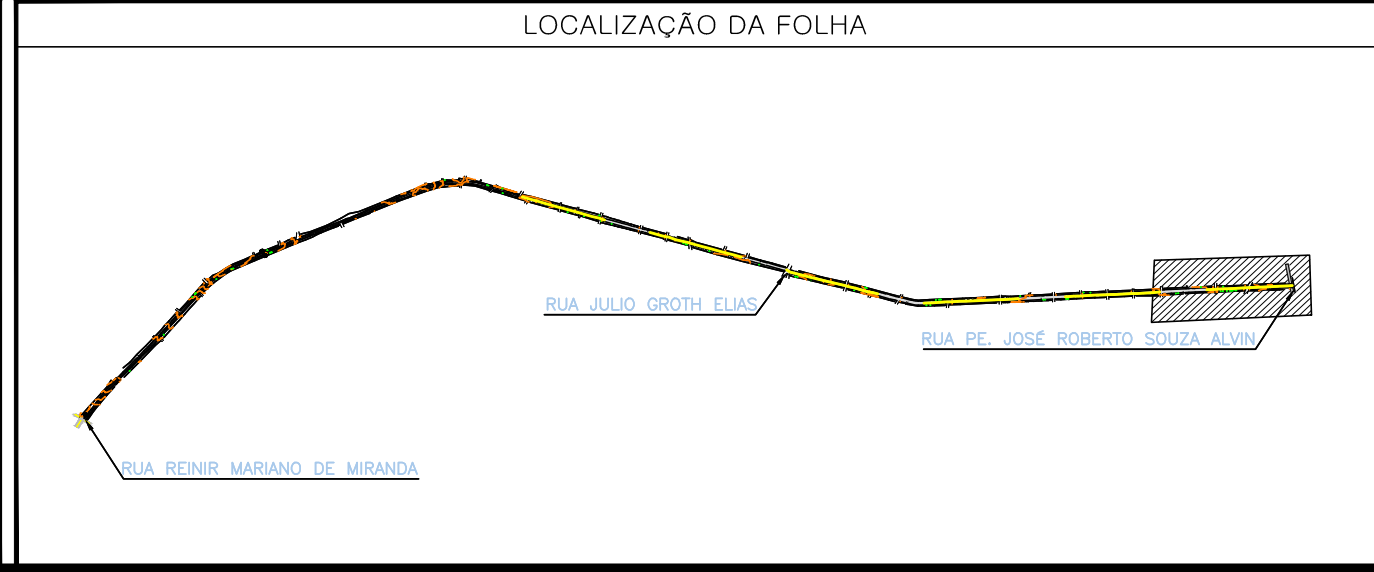 LOCALIZAÇÃO DA FOLHA
RUA JULIO GROTH ELIAS
RUA PE. JOSÉ ROBERTO SOUZA ALVIN
RUA REINIR MARIANO DE MIRANDA